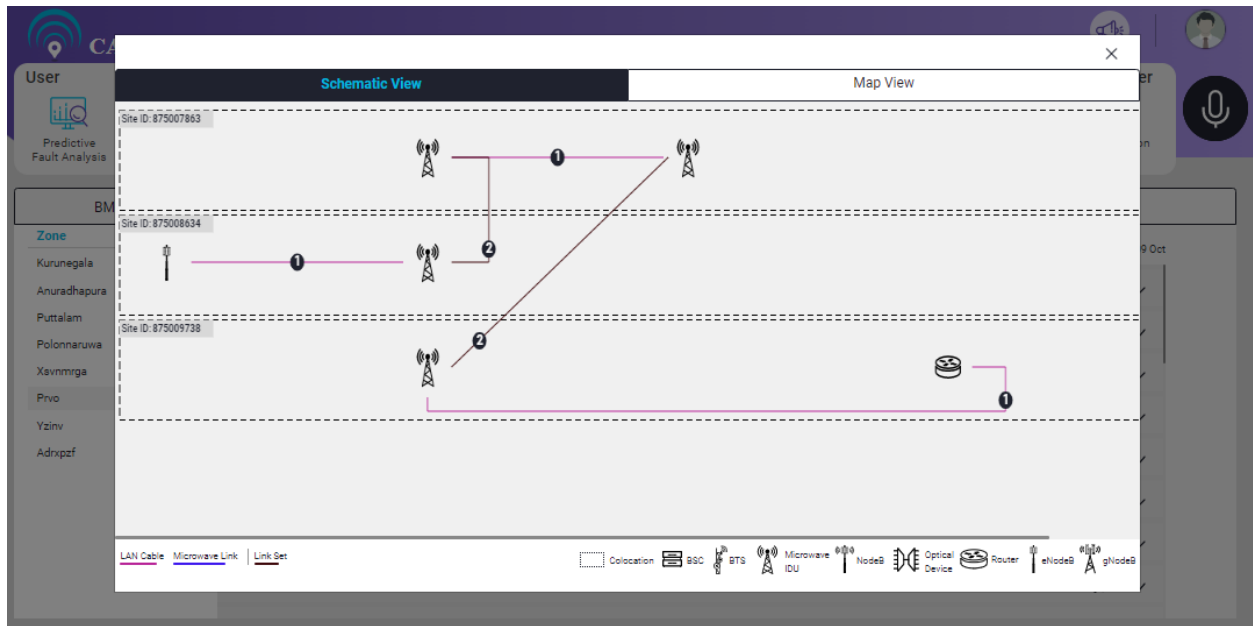 CA
User
er
Predictive
Fault Analysis
on
Schematic View
Map View
BM
Zone
9 Oct
Kurunegala
Anuradhapura
Puttalam
Polonnaruwa
Xavnmrga
Prvo
Yzinv
Adrxpzf
Site ID: 875007863
1
Site ID: 875008634
1
2
Site ID: 875009738
2
1
LAN Cable Microwave Link Link Set
Colocation BSC BTS Microwave IDU NodeB Optical Device Router eNodeB gNodeB